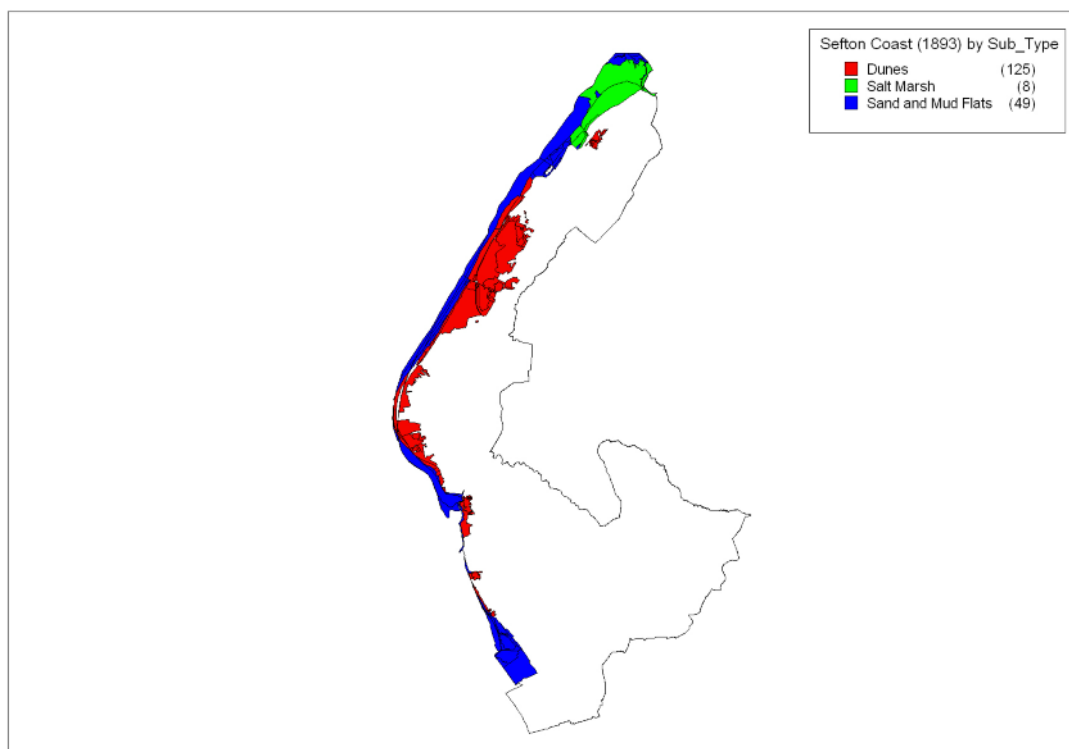 Sefton Coast (1893) by Sub_Type
Dunes (125)
Salt Marsh (8)
Sand and Mud Flats (49)